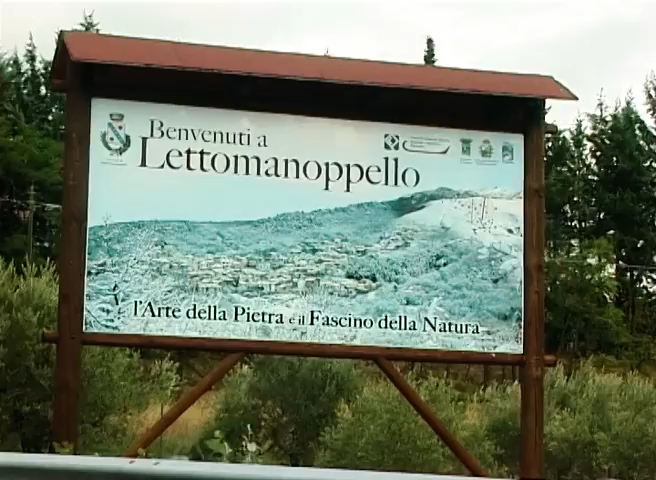 Benvenuti a
Lettomanoppello
l'Arte della Pietra e il Fascino della Natura